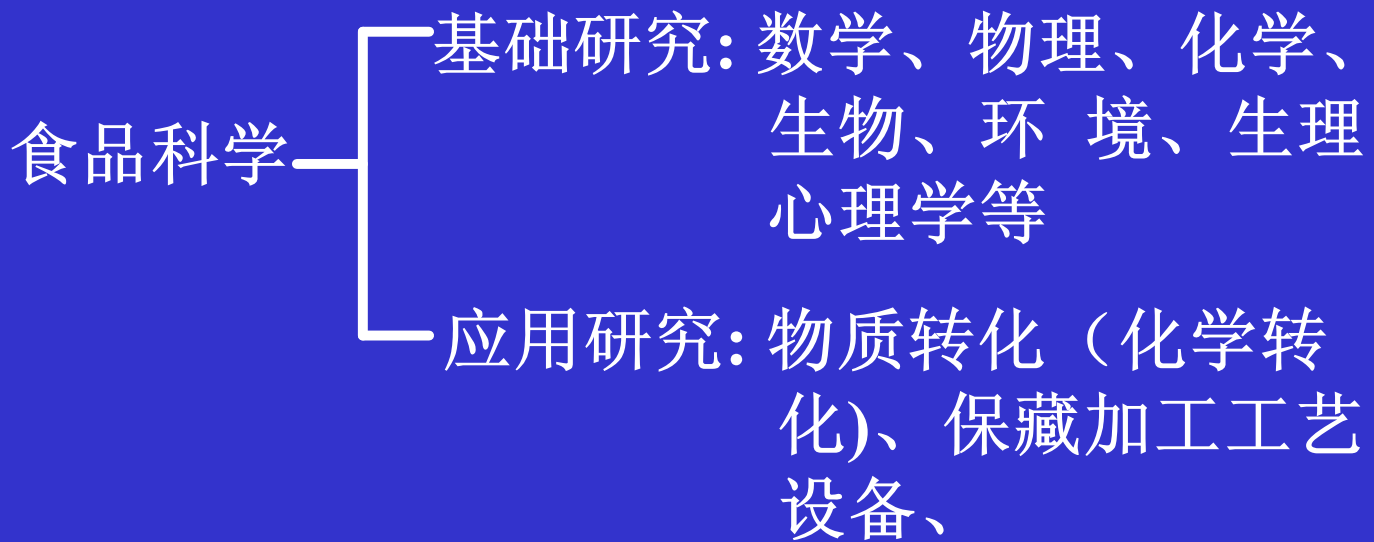 基础研究: 数学、物理、化学、
生物、环 境、生理
食品科学
心理学等
应用研究: 物质转化（化学转
化)、保藏加工工艺
设备、